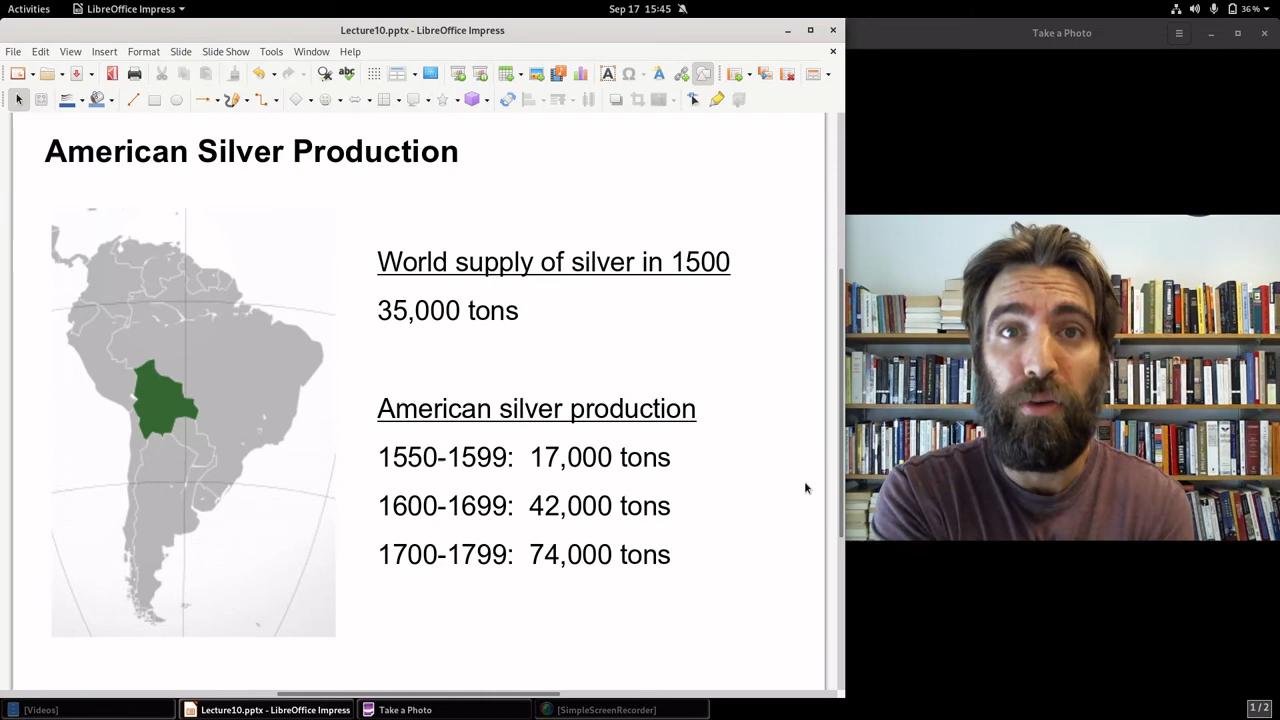 Activities LibreOffice Impress Sep 17 15:45 36%
Lecture10.pptx - LibreOffice Impress
Take a Photo
File Edit View Insert Format Slide Slide Show Tools Window Help
abc
American Silver Production
World supply of silver in 1500
35,000 tons
American silver production
1550-1599: 17,000 tons
1600-1699: 42,000 tons
1700-1799: 74,000 tons
[Videos] Lecture10.pptx - LibreOffice Impress Take a Photo [SimpleScreenRecorder] 1/2